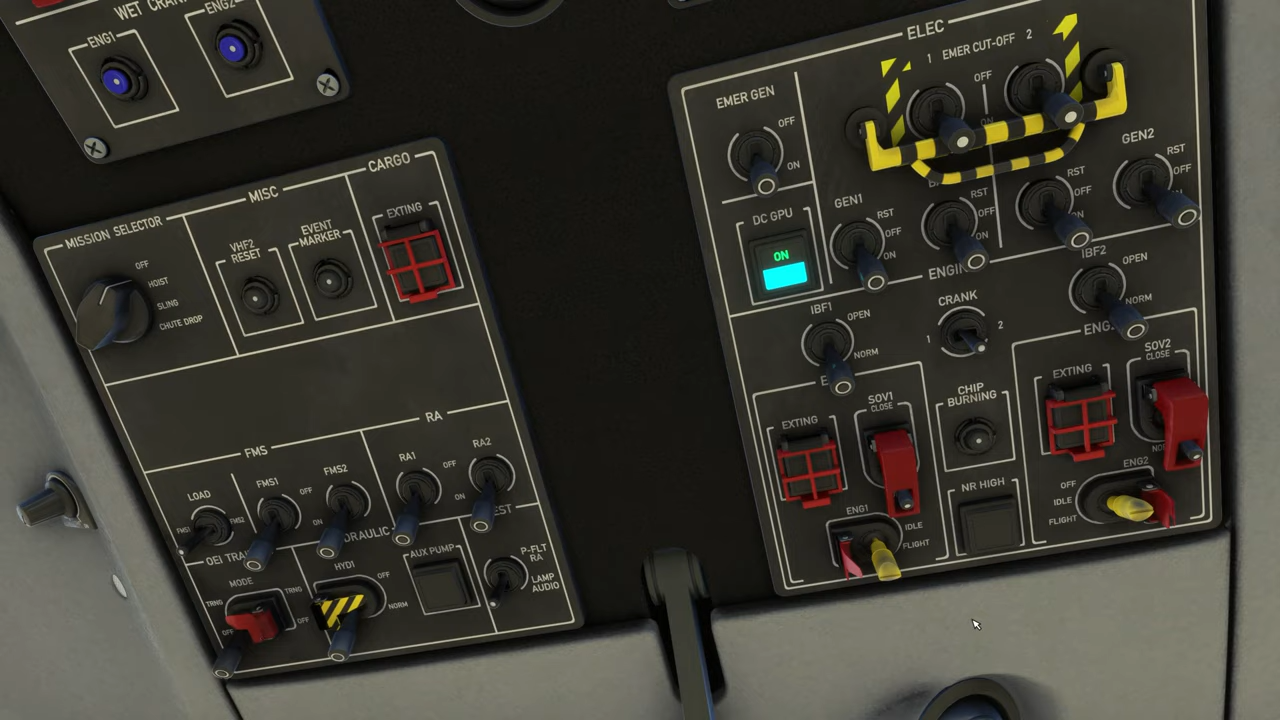 WET CRANK
ENG1
ENG2
MISSION SELECTOR
MISC
CARGO
OFF
HOIST
SLING
CHUTE DROP
VHF2
RESET
EVENT
MARKER
EXTING
FMS
RA
LOAD
FMS1
FMS2
FMS1
OFF
ON
FMS2
RA1
OFF
ON
RA2
OEI TRNG
MODE
TRNG
OFF
TRNG
OFF
HYD1
OFF
NORM
AUX PUMP
P-FLT
RA
LAMP
AUDIO
ELEC
1 EMER CUT-OFF 2
OFF
ON
EMER GEN
OFF
ON
DC GPU
ON
GEN1
RST
OFF
ON
RST
OFF
RST
OFF
ON
GEN2
RST
OFF
ON
IBF1
OPEN
NORM
CRANK
1
2
IBF2
OPEN
NORM
EXTING
SOV1
CLOSE
CHIP
BURNING
EXTING
SOV2
CLOSE
NR HIGH
ENG1
IDLE
FLIGHT
ENG2
OFF
IDLE
FLIGHT